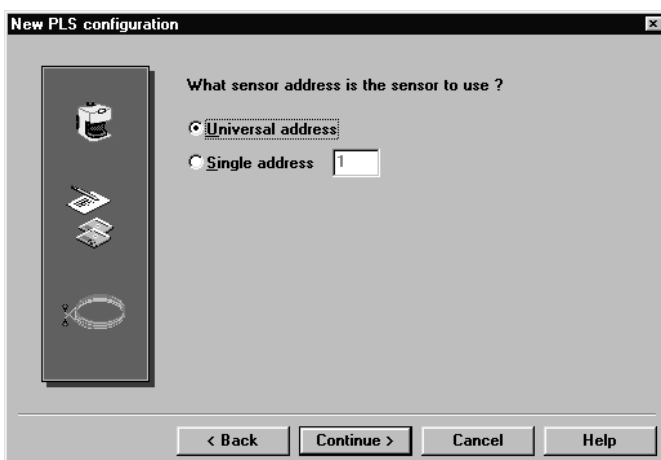 New PLS configuration
What sensor address is the sensor to use ?
Universal address
Single address 1
< Back Continue > Cancel Help